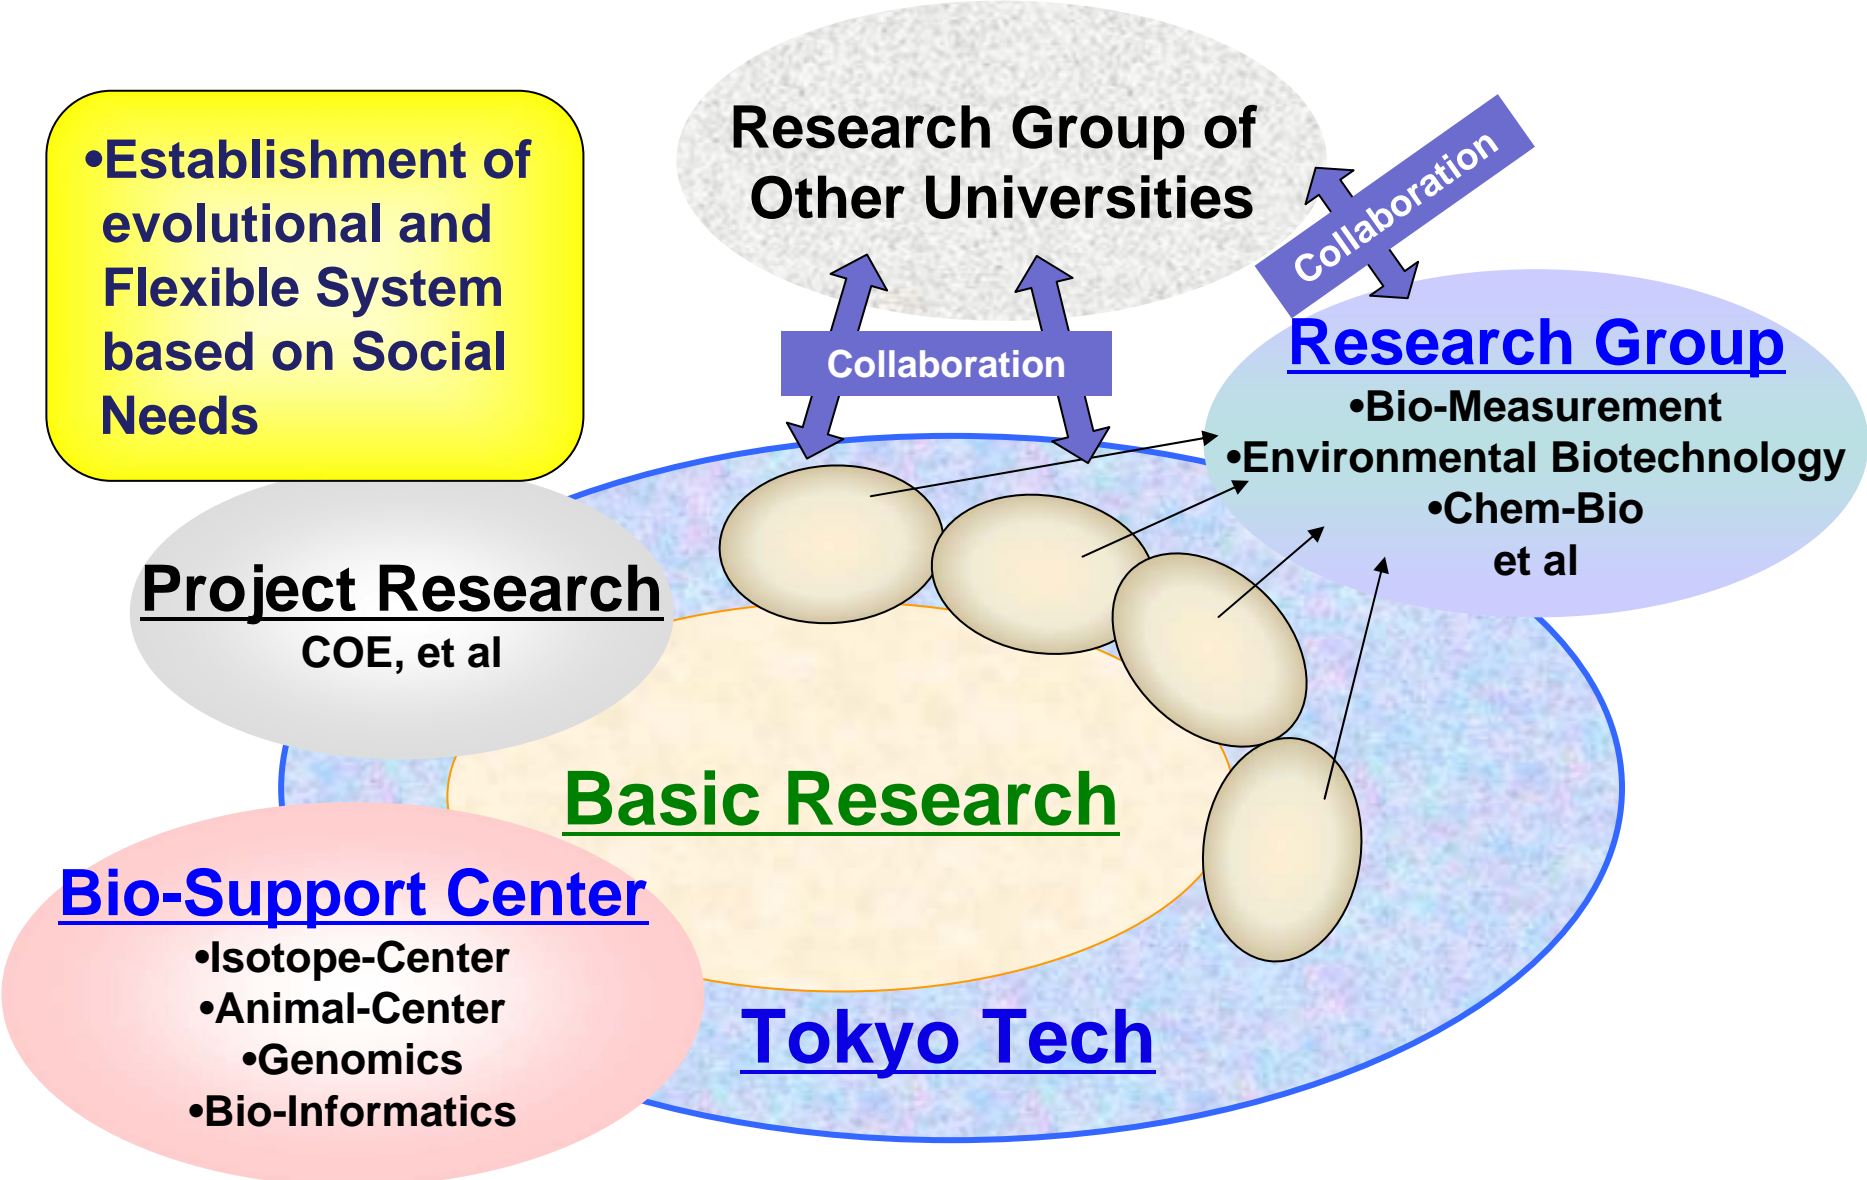 •Establishment of
evolutional and
Flexible System
based on Social
Needs
Research Group of
Other Universities
Collaboration
Collaboration
Research Group
•Bio-Measurement
•Environmental Biotechnology
•Chem-Bio
et al
Project Research
COE, et al
Basic Research
Bio-Support Center
•Isotope-Center
•Animal-Center
•Genomics
•Bio-Informatics
Tokyo Tech